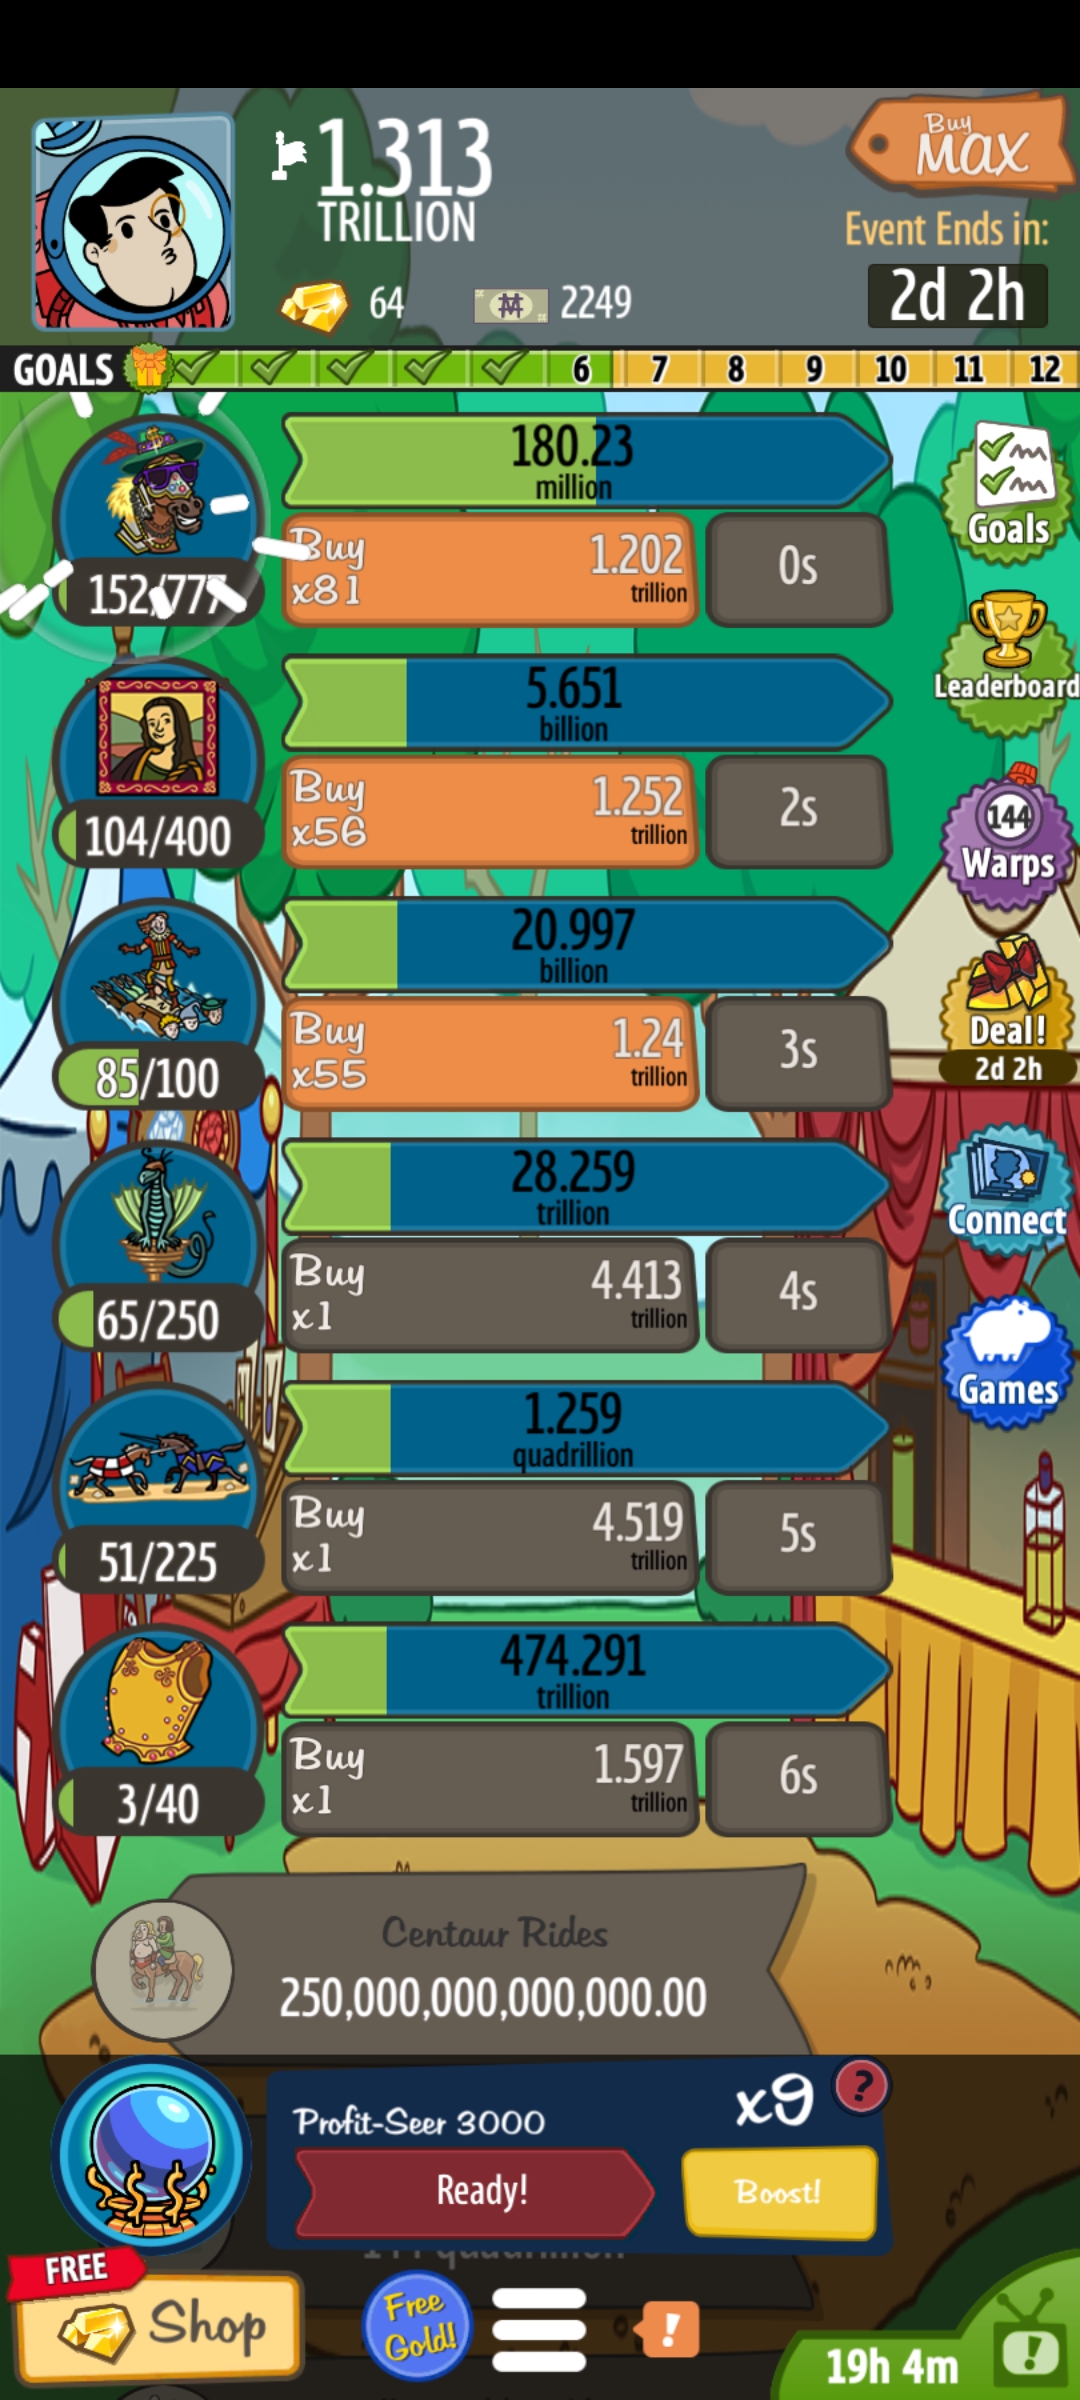 1.313
TRILLION
Buy
MAX
Event Ends in:
2d 2h
64
2249
GOALS
6
7
8
9
10
11
12
180.23
million
Buy
x81
1.202
trillion
0s
152/777
Goals
5.651
billion
Buy
x56
1.252
trillion
2s
104/400
Leaderboard
144
Warps
20.997
billion
Buy
x55
1.24
trillion
3s
85/100
Deal!
2d 2h
28.259
trillion
Buy
x1
4.413
trillion
4s
65/250
Connect
1.259
quadrillion
Buy
x1
4.519
trillion
5s
51/225
Games
474.291
trillion
Buy
x1
1.597
trillion
6s
3/40
Centaur Rides
250,000,000,000,000.00
Profit-Seer 3000
x9
?
Ready!
Boost!
FREE
Shop
Free
Gold!
!
19h 4m
!